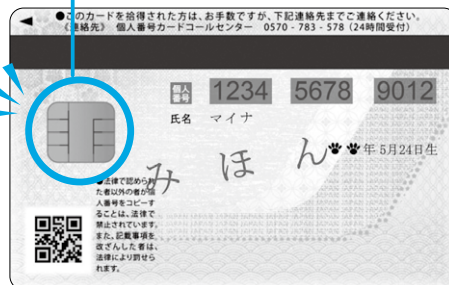 ●このカードを拾得された方は、お手数ですが、下記連絡先までご連絡ください。
《連絡先》 個人番号カードコールセンター 0570-783-578(24時間受付)
個人番号 1234 5678 9012
氏名 マイナ
年 5月24日生
みほん
●法律で認められ
た者以外の者が個
人番号をコピーす
ることは、法律で
禁止されています。
また、記載事項を
改ざんした者は、
法律により罰せら
れます。